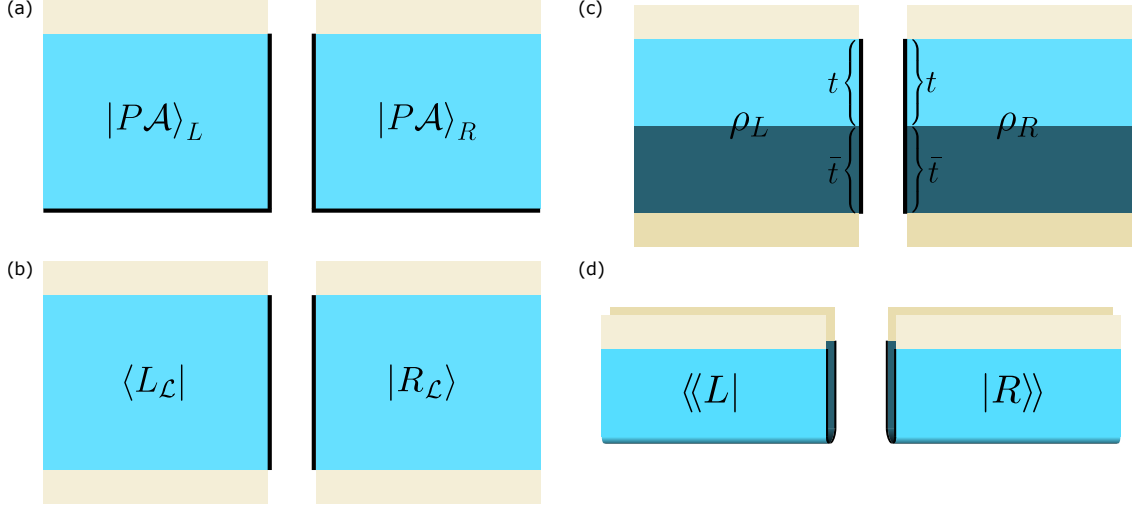 (a)
|P𝒜⟩_L
|P𝒜⟩_R
(b)
⟨L_ℒ|
|R_ℒ⟩
(c)
t
t
ρ_L
ρ_R
t̄
t̄
(d)
⟪L|
|R⟫